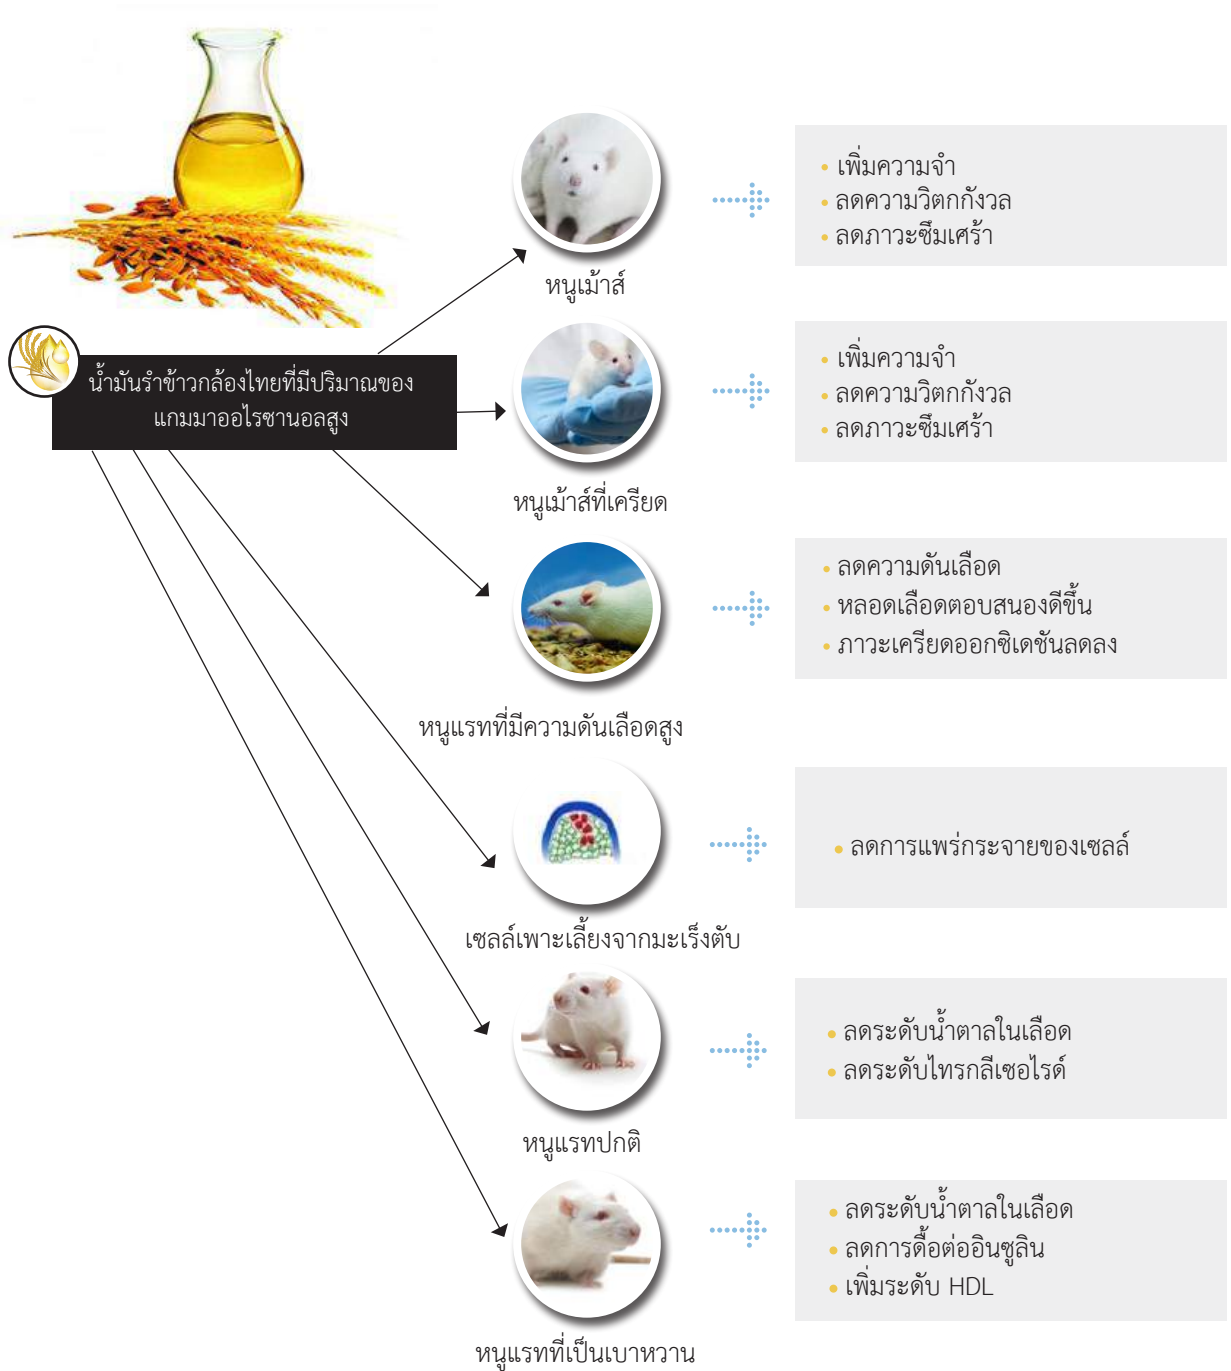 หนูเม้าส์
• เพิ่มความจำ
• ลดความวิตกกังวล
• ลดภาวะซึมเศร้า
น้ำมันรำข้าวกล้องไทยที่มีปริมาณของ
แกมมาออไรซานอลสูง
หนูเม้าส์ที่เครียด
• เพิ่มความจำ
• ลดความวิตกกังวล
• ลดภาวะซึมเศร้า
หนูแรทที่มีความดันเลือดสูง
• ลดความดันเลือด
• หลอดเลือดตอบสนองดีขึ้น
• ภาวะเครียดออกซิเดชันลดลง
เซลล์เพาะเลี้ยงจากมะเร็งตับ
• ลดการแพร่กระจายของเซลล์
หนูแรทปกติ
• ลดระดับน้ำตาลในเลือด
• ลดระดับไทรกลีเซอไรด์
หนูแรทที่เป็นเบาหวาน
• ลดระดับน้ำตาลในเลือด
• ลดการดื้อต่ออินซูลิน
• เพิ่มระดับ HDL